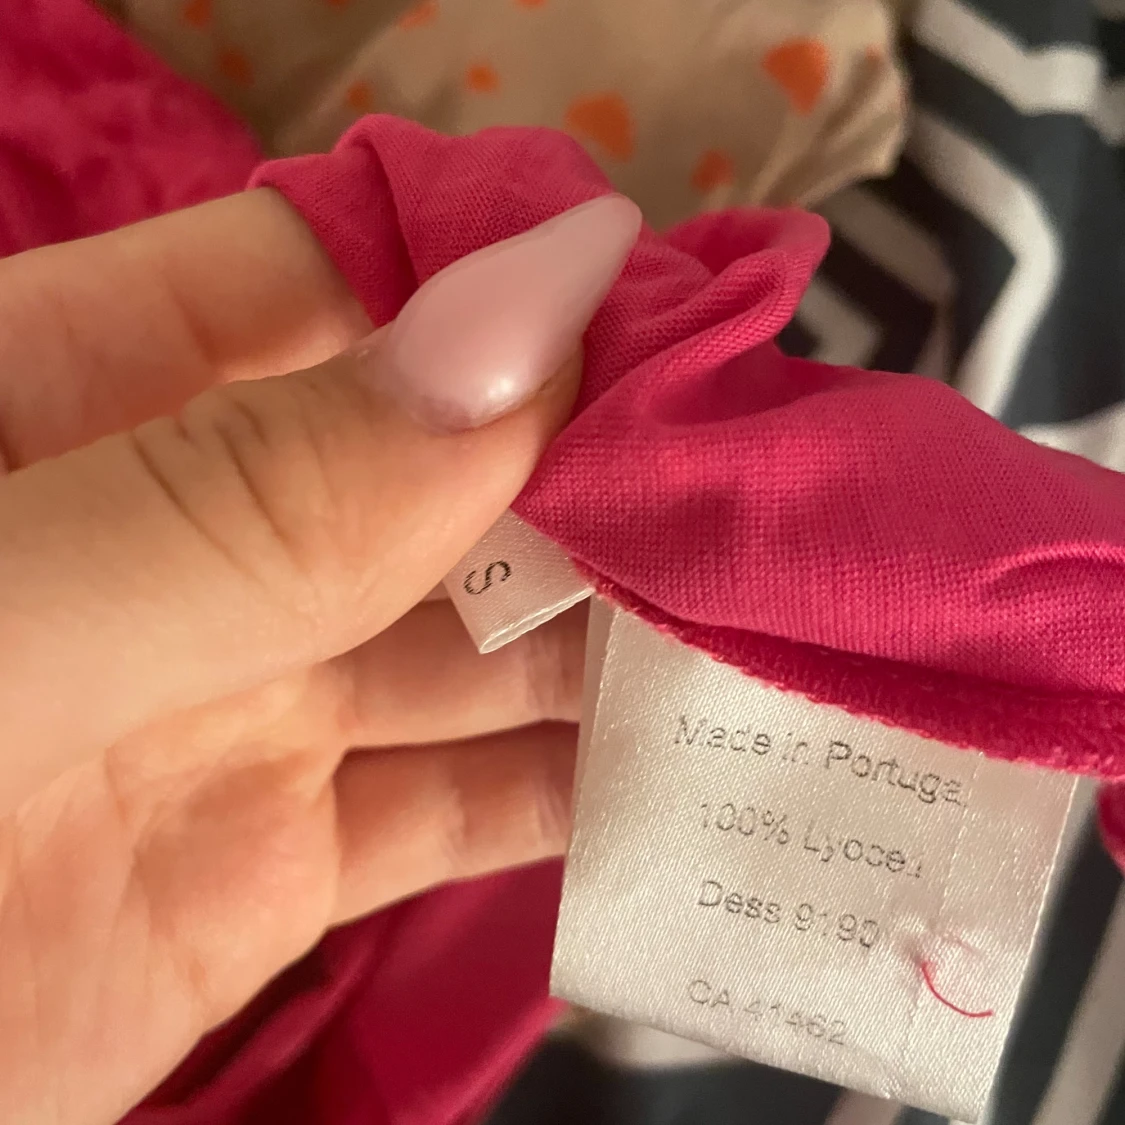 S
Made in Portugal
100% Lyocell
Dess 9190
CA 41462